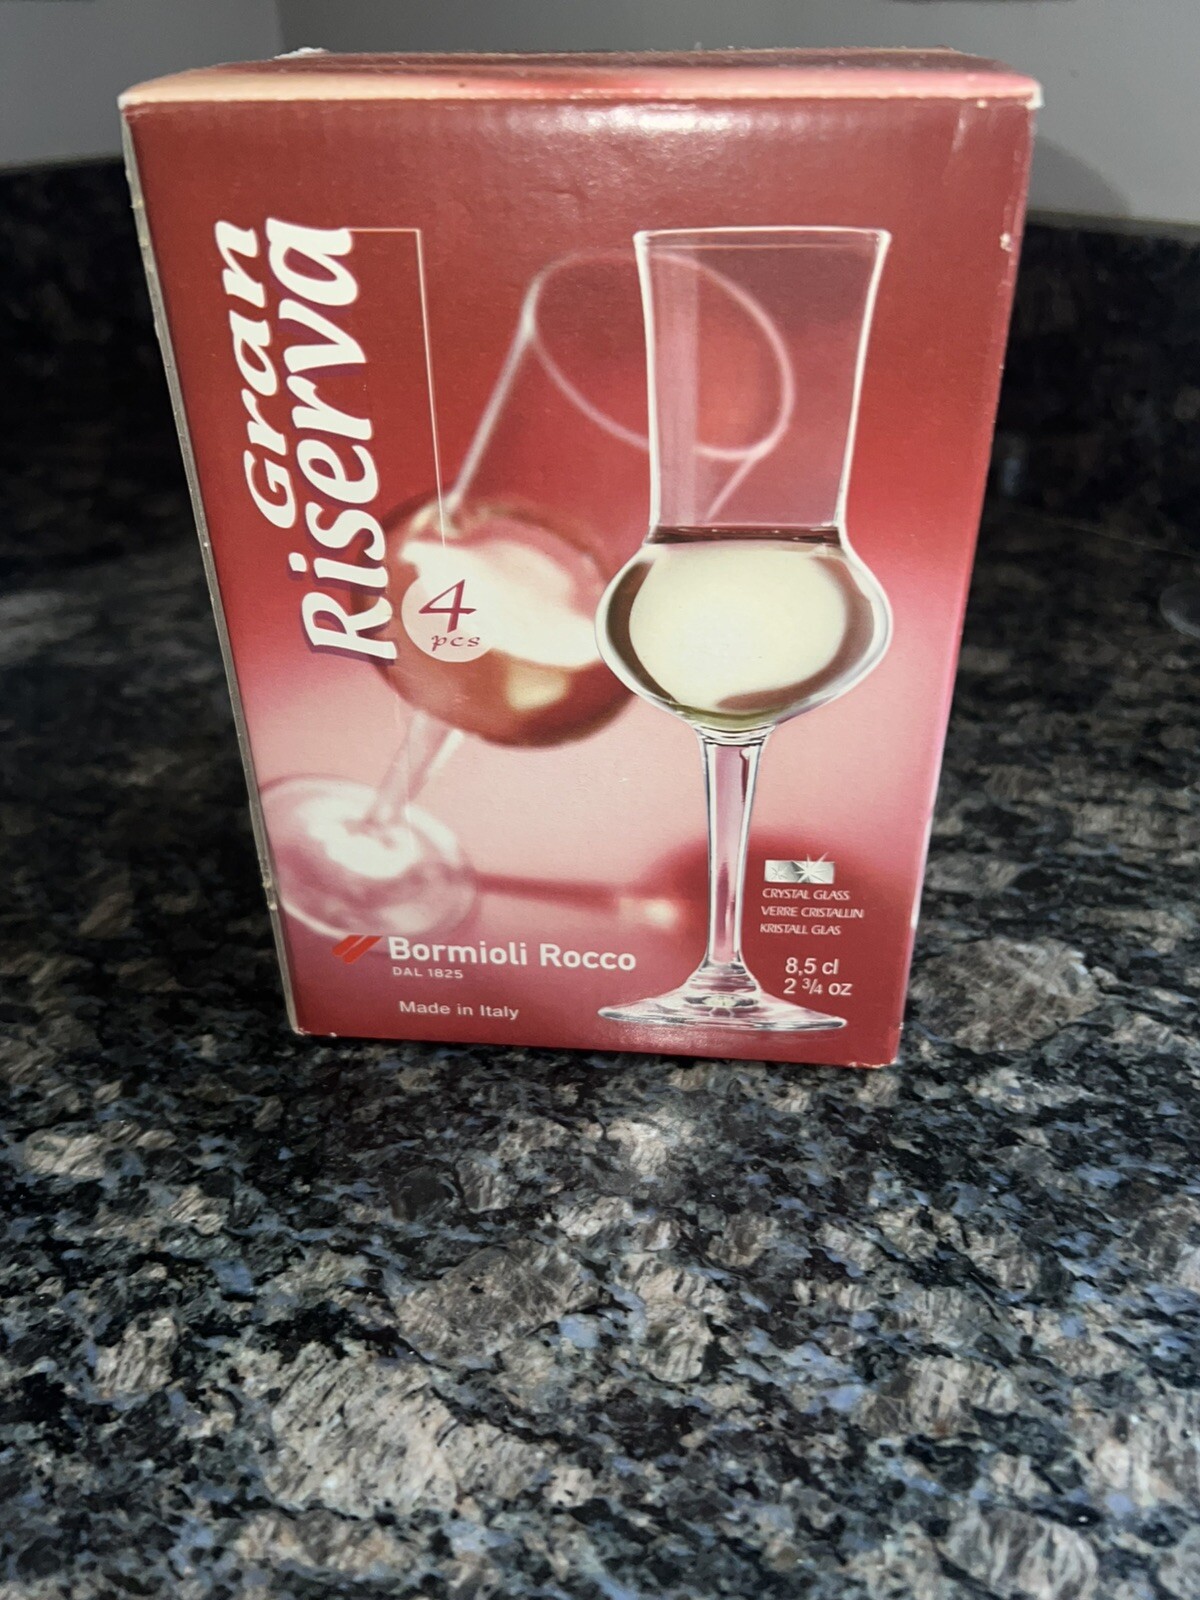 Gran
Riserva
4
pcs
CRYSTAL GLASS
VERRE CRISTALLIN
KRISTALL GLAS
Bormioli Rocco
DAL 1825
8,5 cl
2 3/4 oz
Made in Italy